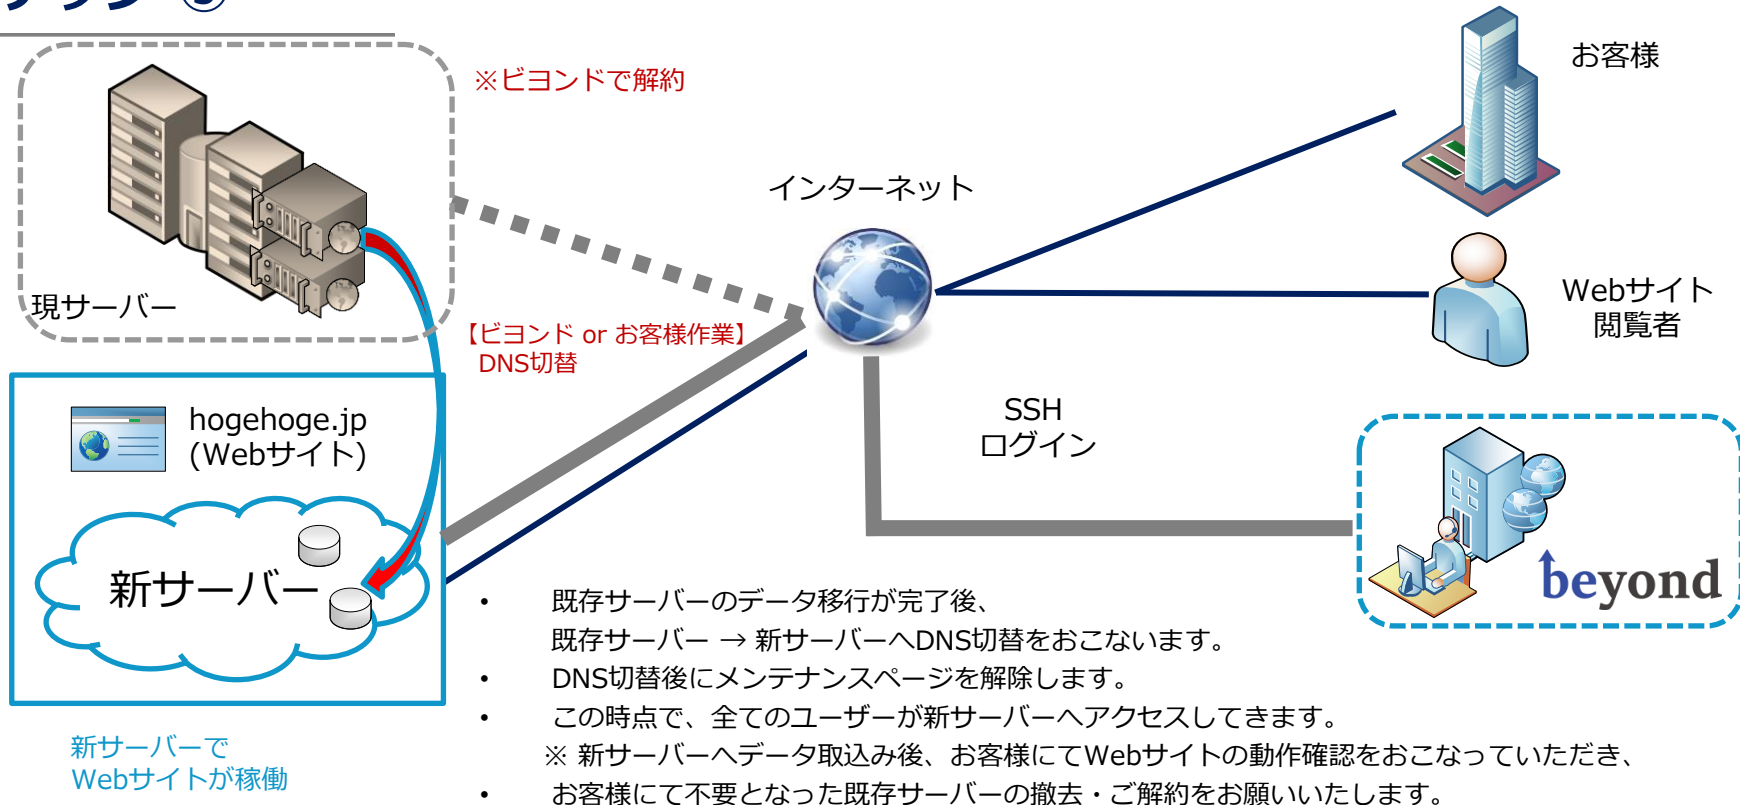 ※ビヨンドで解約
お客様
インターネット
現サーバー
Webサイト
閲覧者
【ビヨンド or お客様作業】
DNS切替
hogehoge.jp
(Webサイト)
SSH
ログイン
新サーバー
beyond
• 既存サーバーのデータ移行が完了後、
既存サーバー → 新サーバーへDNS切替をおこないます。
• DNS切替後にメンテナンスページを解除します。
• この時点で、全てのユーザーが新サーバーへアクセスしてきます。
※ 新サーバーへデータ取込み後、お客様にてWebサイトの動作確認をおこなっていただき、
• お客様にて不要となった既存サーバーの撤去・ご解約をお願いいたします。
新サーバーで
Webサイトが稼働